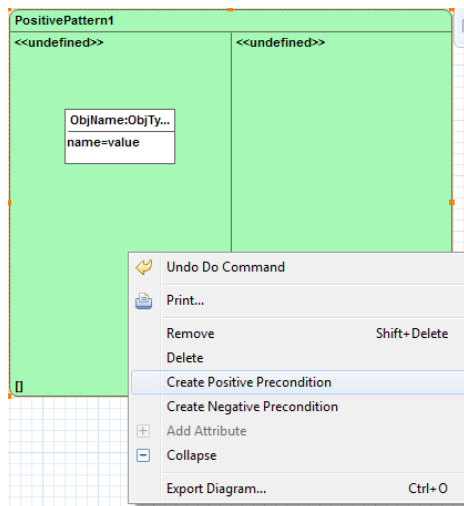 PositivePattern1
<<undefined>>
<<undefined>>
ObjName:ObjTy...
name=value
[]
Undo Do Command
Print...
Remove Shift+Delete
Delete
Create Positive Precondition
Create Negative Precondition
Add Attribute
Collapse
Export Diagram... Ctrl+O